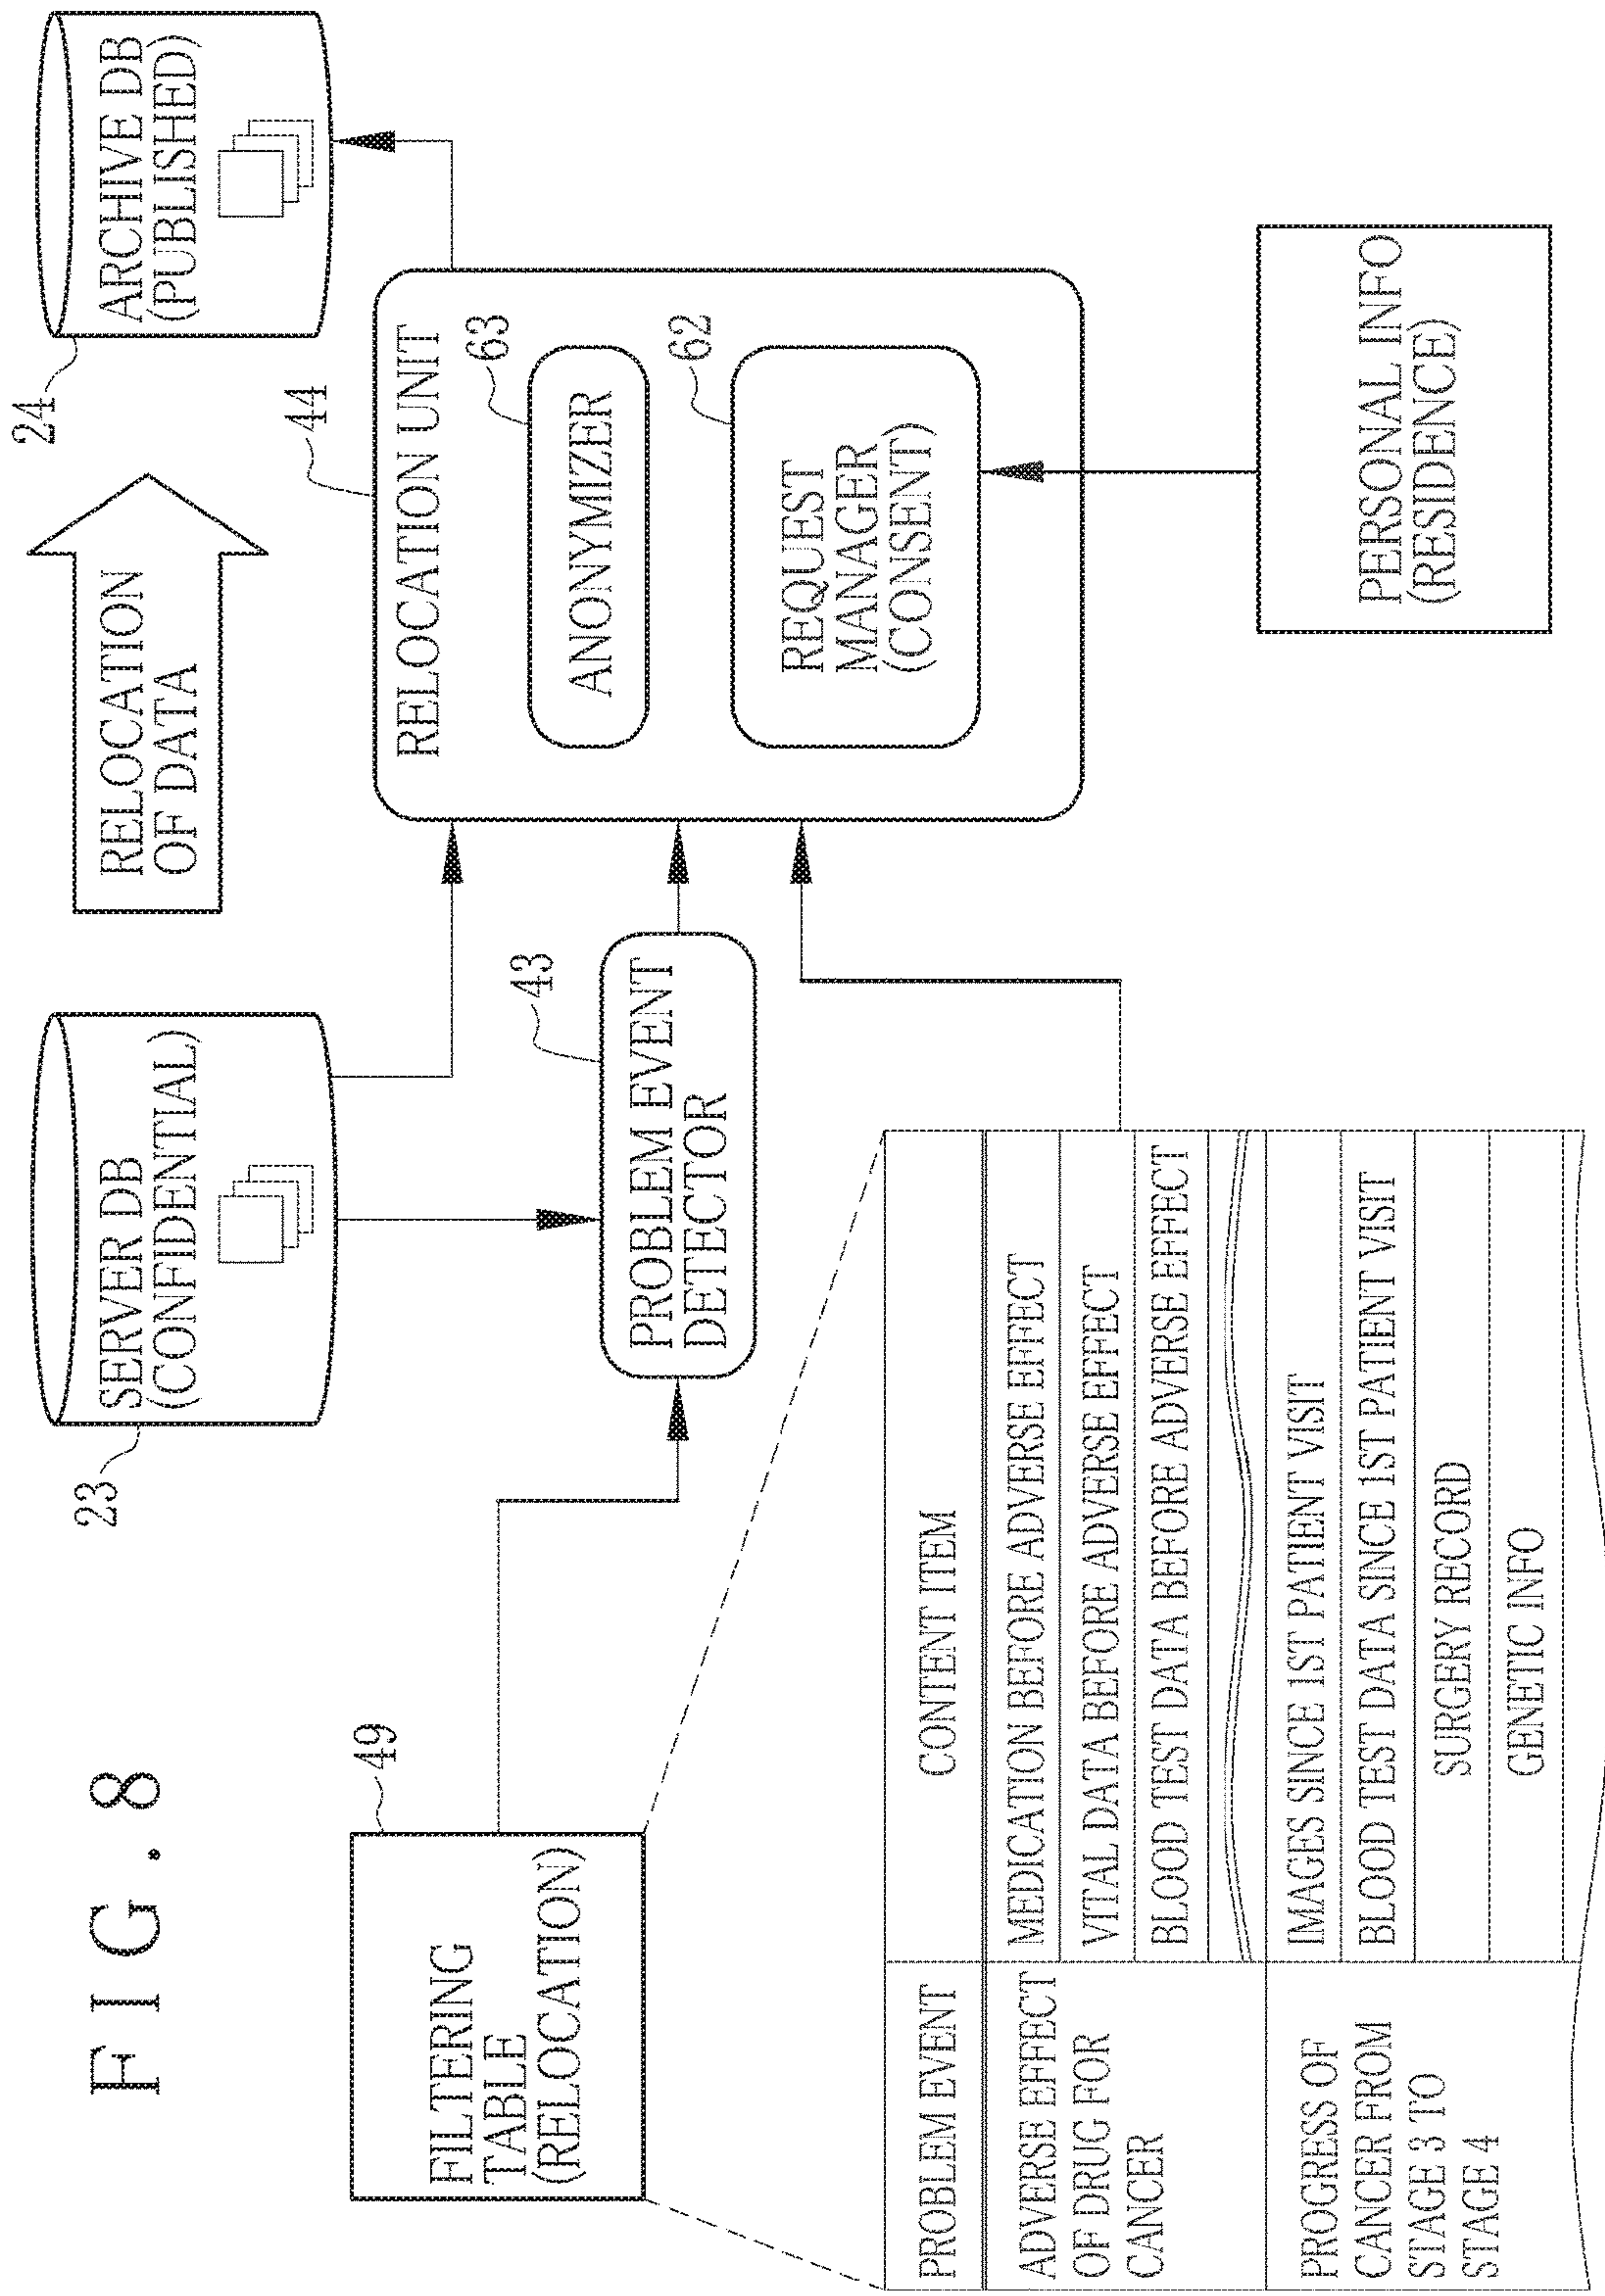 FIG. 8
23
SERVER DB
(CONFIDENTIAL)
RELOCATION
OF DATA
24
ARCHIVE DB
(PUBLISHED)
49
FILTERING
TABLE
(RELOCATION)
43
PROBLEM EVENT
DETECTOR
44
RELOCATION UNIT
63
ANONYMIZER
62
REQUEST
MANAGER
(CONSENT)
PERSONAL INFO
(RESIDENCE)
PROBLEM EVENT
CONTENT ITEM
ADVERSE EFFECT
OF DRUG FOR
CANCER
MEDICATION BEFORE ADVERSE EFFECT
VITAL DATA BEFORE ADVERSE EFFECT
BLOOD TEST DATA BEFORE ADVERSE EFFECT
PROGRESS OF
CANCER FROM
STAGE 3 TO
STAGE 4
IMAGES SINCE 1ST PATIENT VISIT
BLOOD TEST DATA SINCE 1ST PATIENT VISIT
SURGERY RECORD
GENETIC INFO